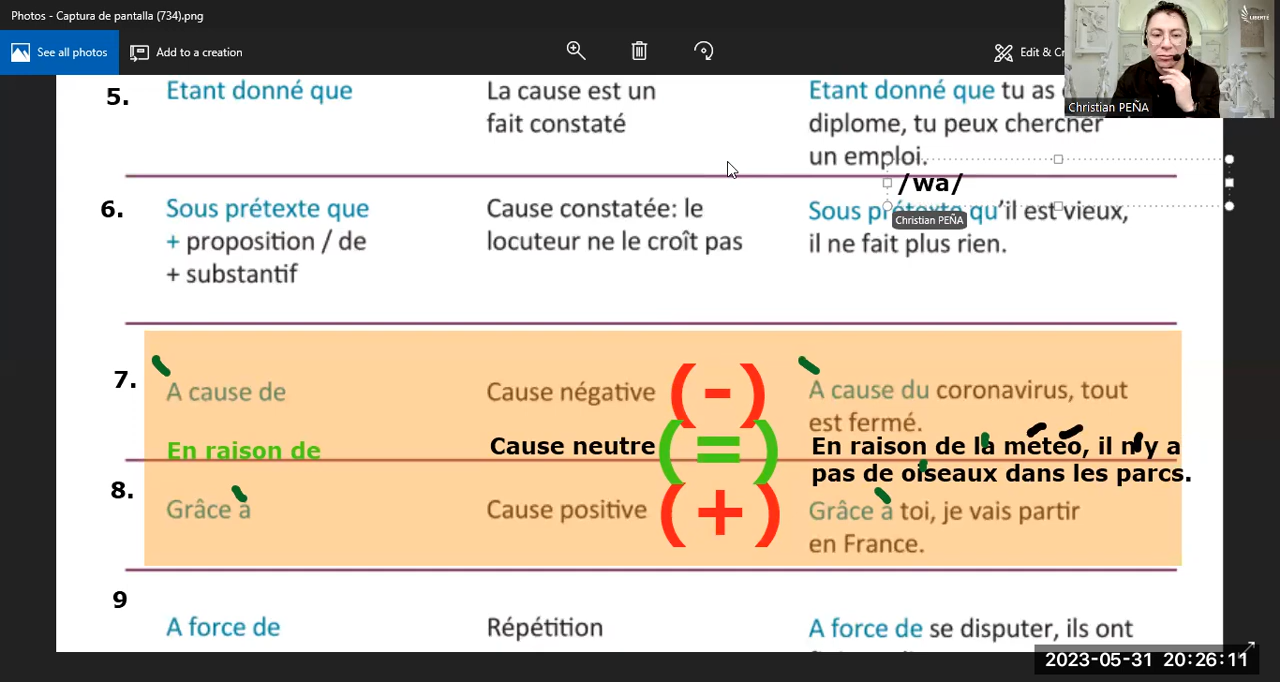 Photos - Captura de pantalla (734).png
See all photos
Add to a creation
Edit &
LIBERTÉ
Christian PEÑA
5.
Etant donné que
La cause est un
fait constaté
Etant donné que tu as
diplome, tu peux chercher
un emploi.
/wa/
Christian PEÑA
6.
Sous prétexte que
+ proposition / de
+ substantif
Cause constatée: le
locuteur ne le croît pas
Sous prétexte qu'il est vieux,
il ne fait plus rien.
7.
A cause de
Cause négative (-)
A cause du coronavirus, tout
est fermé.
En raison de
Cause neutre (=)
En raison de la météo, il n'y a
pas de oiseaux dans les parcs.
8.
Grâce à
Cause positive (+)
Grâce à toi, je vais partir
en France.
9
A force de
Répétition
A force de se disputer, ils ont
2023-05-31 20:26:11